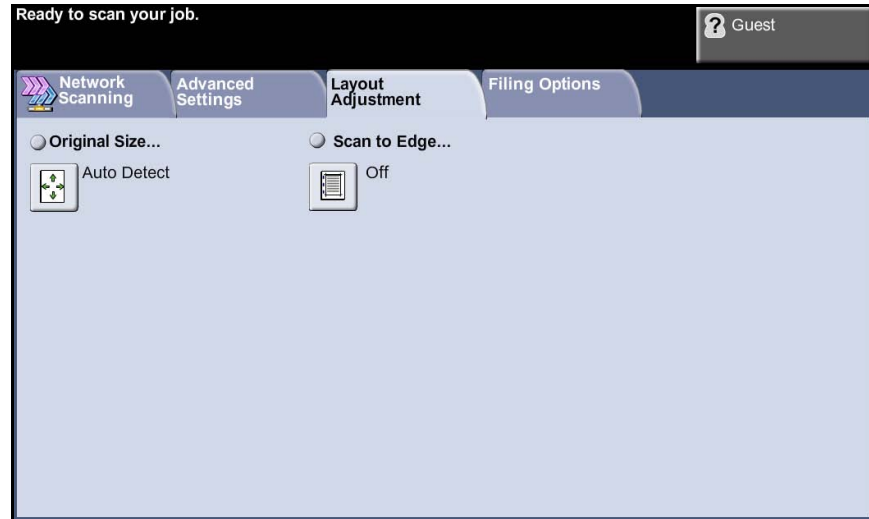 Ready to scan your job.
Guest
Network
Scanning
Advanced
Settings
Layout
Adjustment
Filing Options
Original Size...
Scan to Edge...
Auto Detect
Off